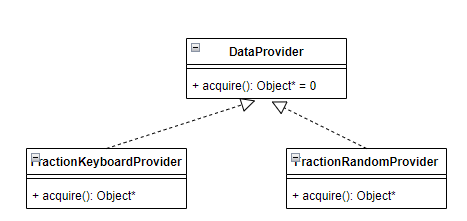 DataProvider
+ acquire(): Object* = 0
FractionKeyboardProvider
FractionRandomProvider
+ acquire(): Object*
+ acquire(): Object*